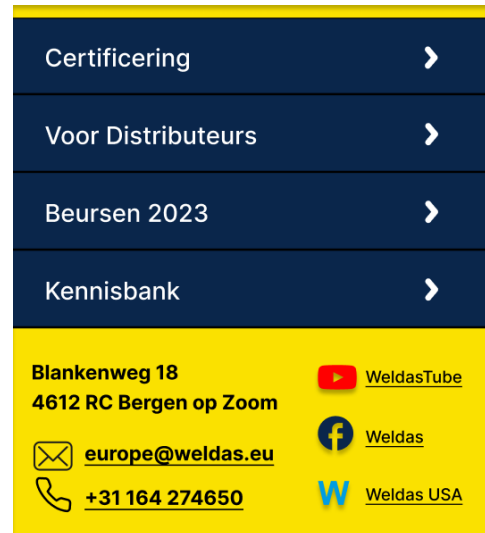 Certificering
Voor Distributeurs
Beursen 2023
Kennisbank
Blankenweg 18
4612 RC Bergen op Zoom
europe@weldas.eu
+31 164 274650
WeldasTube
Weldas
W Weldas USA